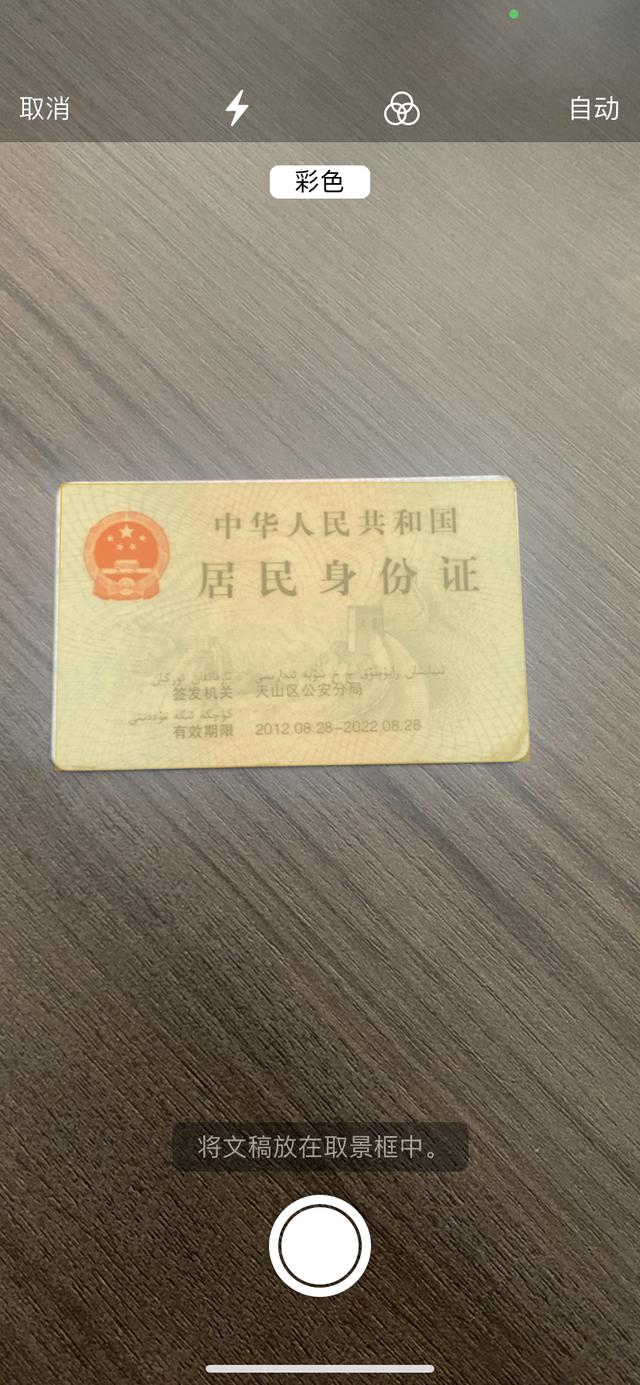 取消
自动
彩色
中华人民共和国
居民身份证
签发机关 天山区公安分局
有效期限 2012.08.28-2022.08.28
将文稿放在取景框中。